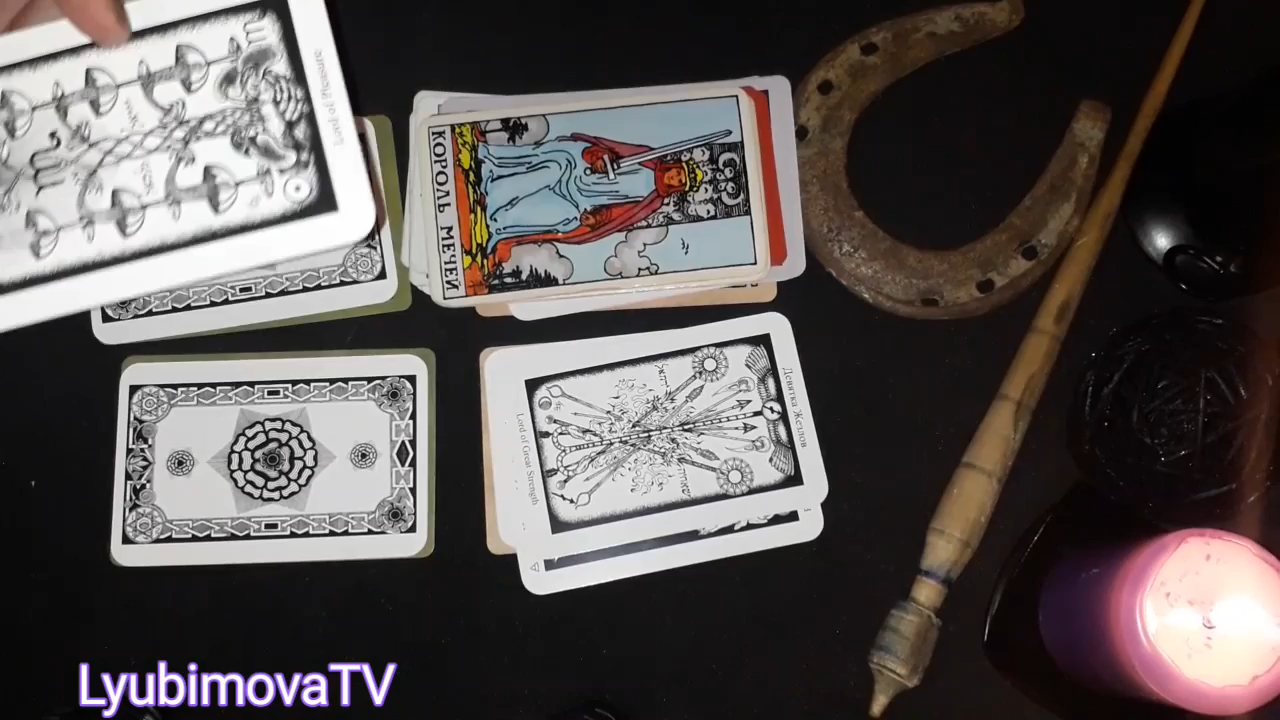 Lord of Pleasure
КОРОЛЬ МЕЧЕЙ
Девятка Жезлов
Lord of Great Strength
LyubimovaTV